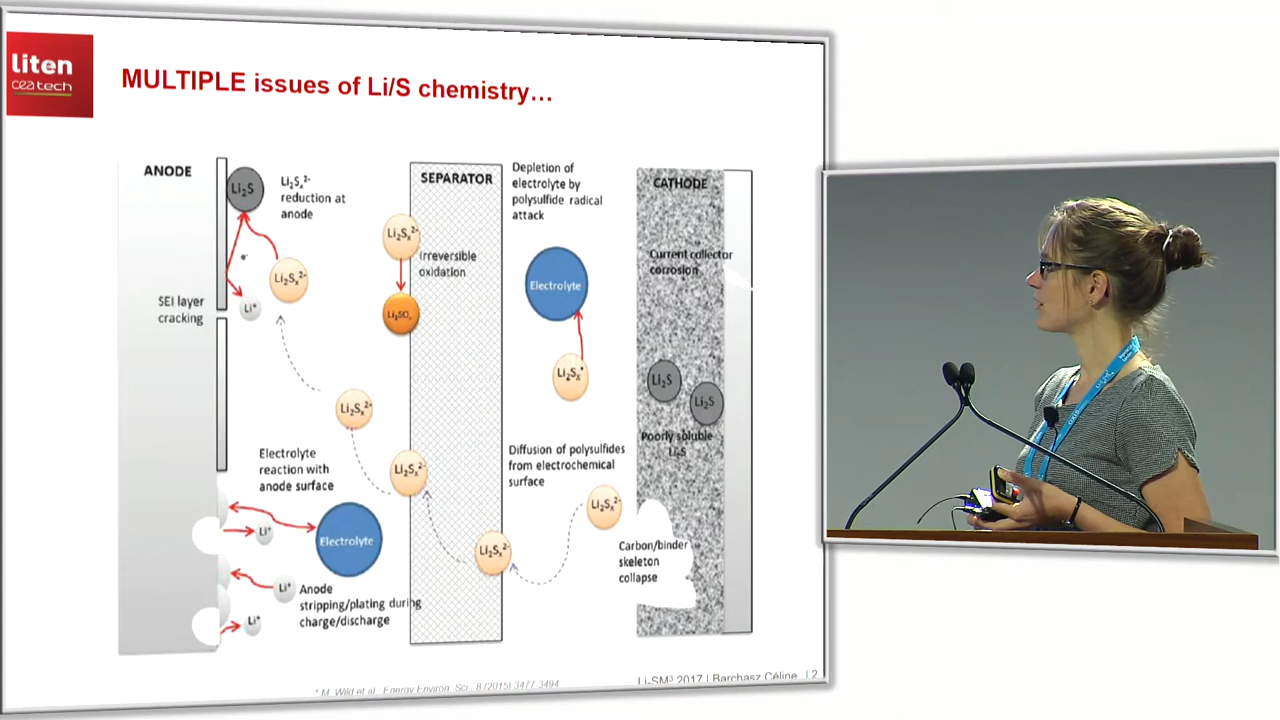 liten
ceatech
MULTIPLE issues of Li/S chemistry…
ANODE
Li₂S
Li₂Sₓ²⁻
reduction at
anode
e⁻
Li₂Sₓ²⁻
Li⁺
SEI layer
cracking
SEPARATOR
Li₂Sₓ²⁻
Irreversible
oxidation
Li₂SOₓ
Depletion of
electrolyte by
polysulfide radical
attack
Electrolyte
Li₂Sₓ•
CATHODE
Current collector
corrosion
Li₂S
Li₂S
Poorly soluble
Li₂S
Li₂Sₓ²⁻
Li₂Sₓ²⁻
Li₂Sₓ²⁻
Diffusion of polysulfides
from electrochemical
surface
Li₂Sₓ²⁻
Electrolyte
reaction with
anode surface
Li⁺
Electrolyte
Li⁺
Anode
stripping/plating during
charge/discharge
Li⁺
Carbon/binder
skeleton
collapse
* M. Wild et al., Energy Environ. Sci., 8 (2015) 3477-3494
Li-SM³ 2017 | Barchasz Céline | 2